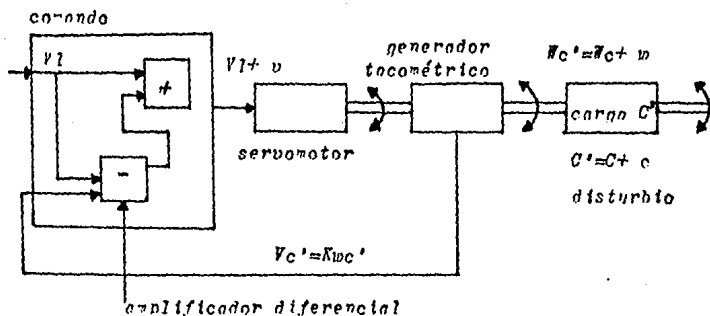 comando
V1
+
-
V1+ v
servomotor
generador
tacométrico
Wc'=Wc+ w
carga C'
C'=C+ c
disturbio
Vc'=Kwc'
amplificador diferencial